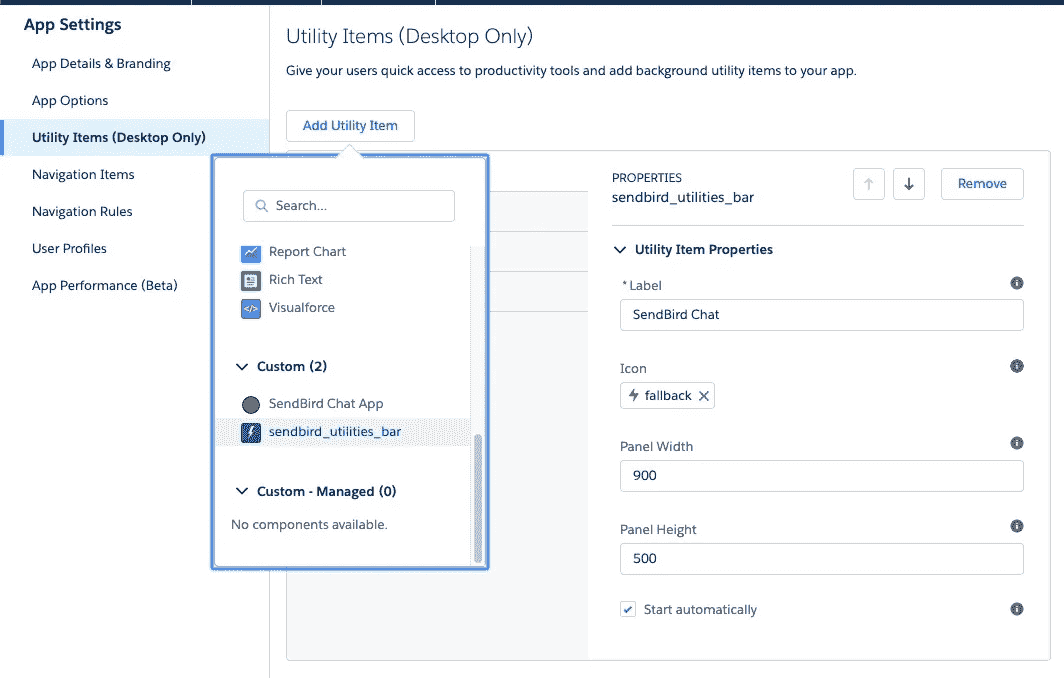 App Settings
App Details & Branding
App Options
Utility Items (Desktop Only)
Navigation Items
Navigation Rules
User Profiles
App Performance (Beta)
Utility Items (Desktop Only)
Give your users quick access to productivity tools and add background utility items to your app.
Add Utility Item
Search...
Report Chart
Rich Text
Visualforce
Custom (2)
SendBird Chat App
sendbird_utilities_bar
Custom - Managed (0)
No components available.
PROPERTIES
sendbird_utilities_bar
Remove
Utility Item Properties
* Label
SendBird Chat
Icon
fallback
Panel Width
900
Panel Height
500
Start automatically